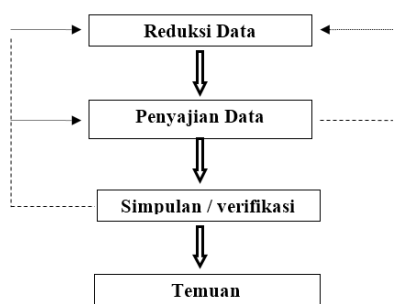 Reduksi Data
Penyajian Data
Simpulan / verifikasi
Temuan